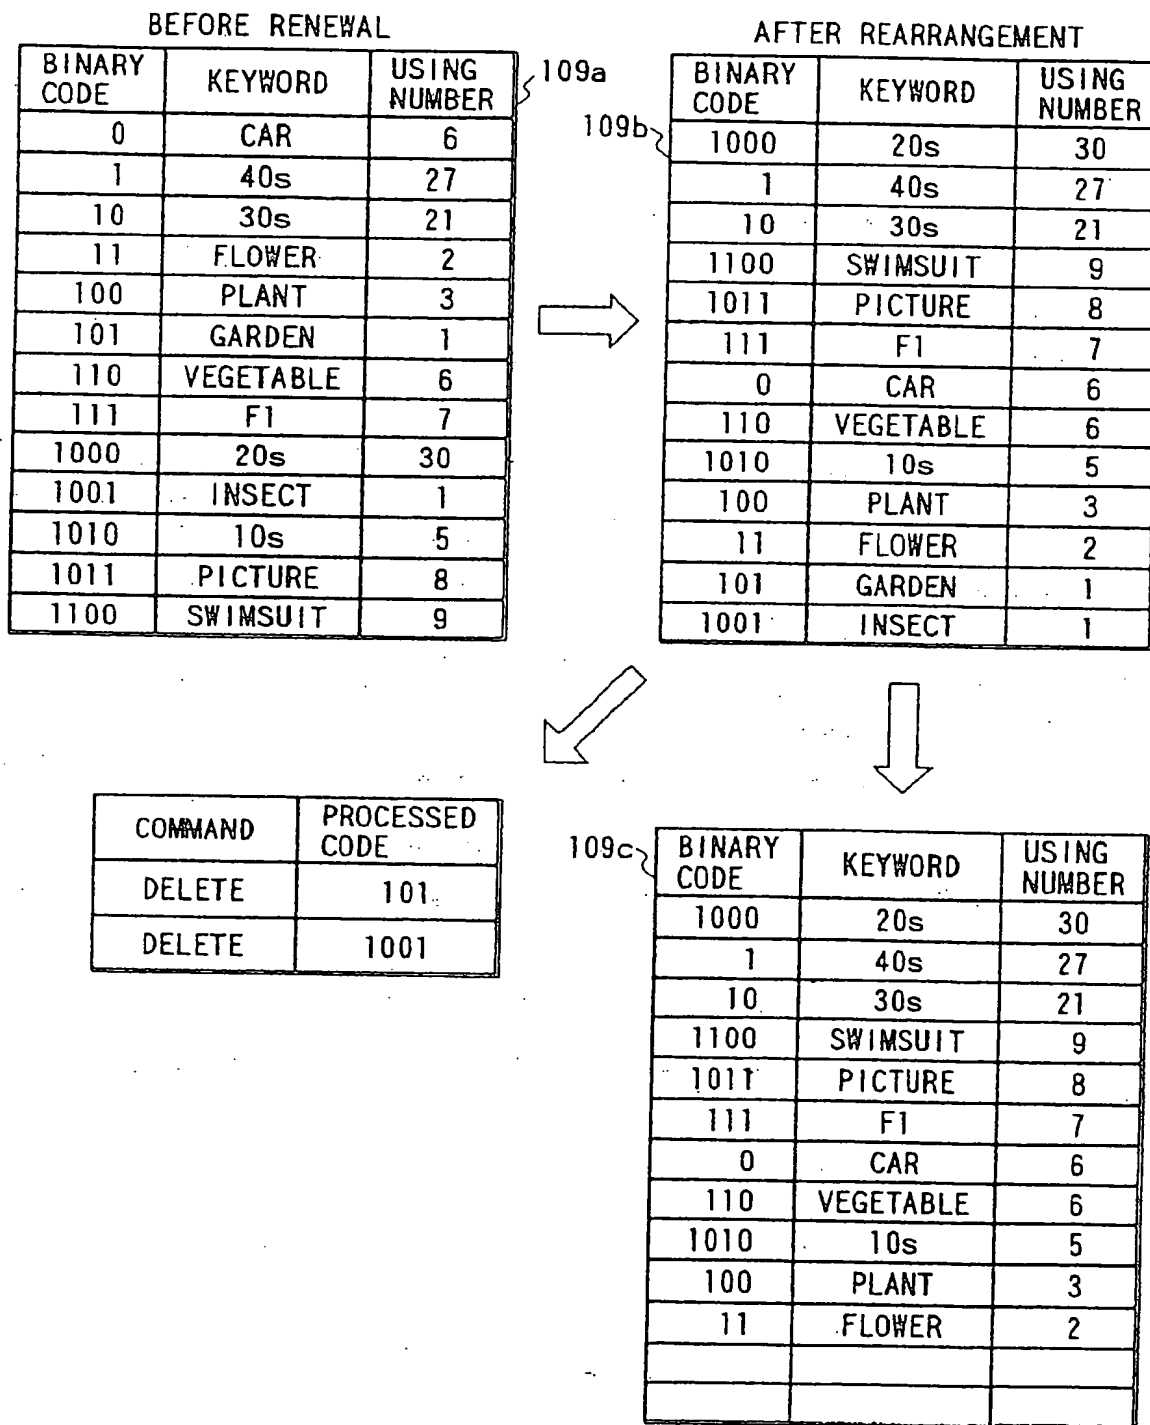 BEFORE RENEWAL
BINARY CODE KEYWORD USING NUMBER
109a
0 CAR 6
1 40s 27
10 30s 21
11 FLOWER 2
100 PLANT 3
101 GARDEN 1
110 VEGETABLE 6
111 F1 7
1000 20s 30
1001 INSECT 1
1010 10s 5
1011 PICTURE 8
1100 SWIMSUIT 9
AFTER REARRANGEMENT
109b
BINARY CODE KEYWORD USING NUMBER
1000 20s 30
1 40s 27
10 30s 21
1100 SWIMSUIT 9
1011 PICTURE 8
111 F1 7
0 CAR 6
110 VEGETABLE 6
1010 10s 5
100 PLANT 3
11 FLOWER 2
101 GARDEN 1
1001 INSECT 1
COMMAND PROCESSED CODE
DELETE 101
DELETE 1001
109c
BINARY CODE KEYWORD USING NUMBER
1000 20s 30
1 40s 27
10 30s 21
1100 SWIMSUIT 9
1011 PICTURE 8
111 F1 7
0 CAR 6
110 VEGETABLE 6
1010 10s 5
100 PLANT 3
11 FLOWER 2